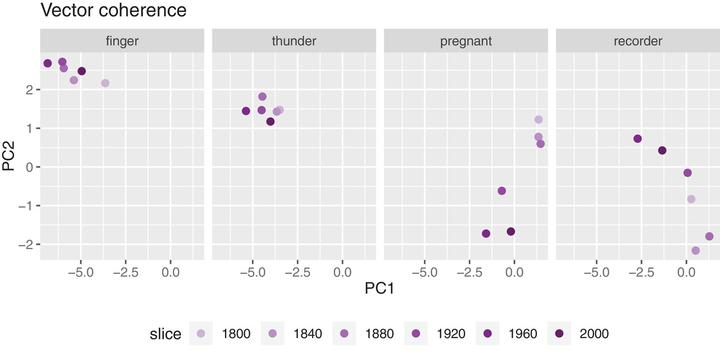 Vector coherence
finger thunder pregnant recorder
PC2
2
1
0
−1
−2
−5.0 −2.5 0.0 −5.0 −2.5 0.0 −5.0 −2.5 0.0 −5.0 −2.5 0.0
PC1
slice 1800 1840 1880 1920 1960 2000